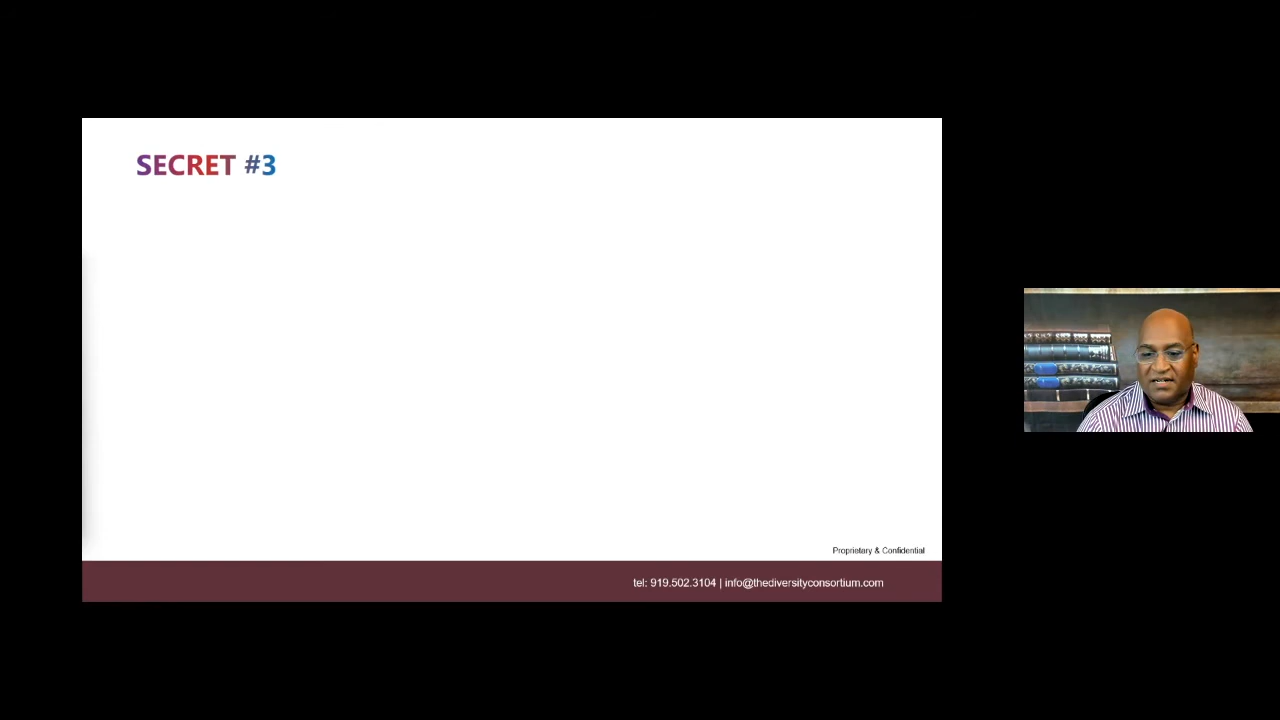 SECRET #3
Proprietary & Confidential
tel: 919.502.3104 | info@thediversityconsortium.com